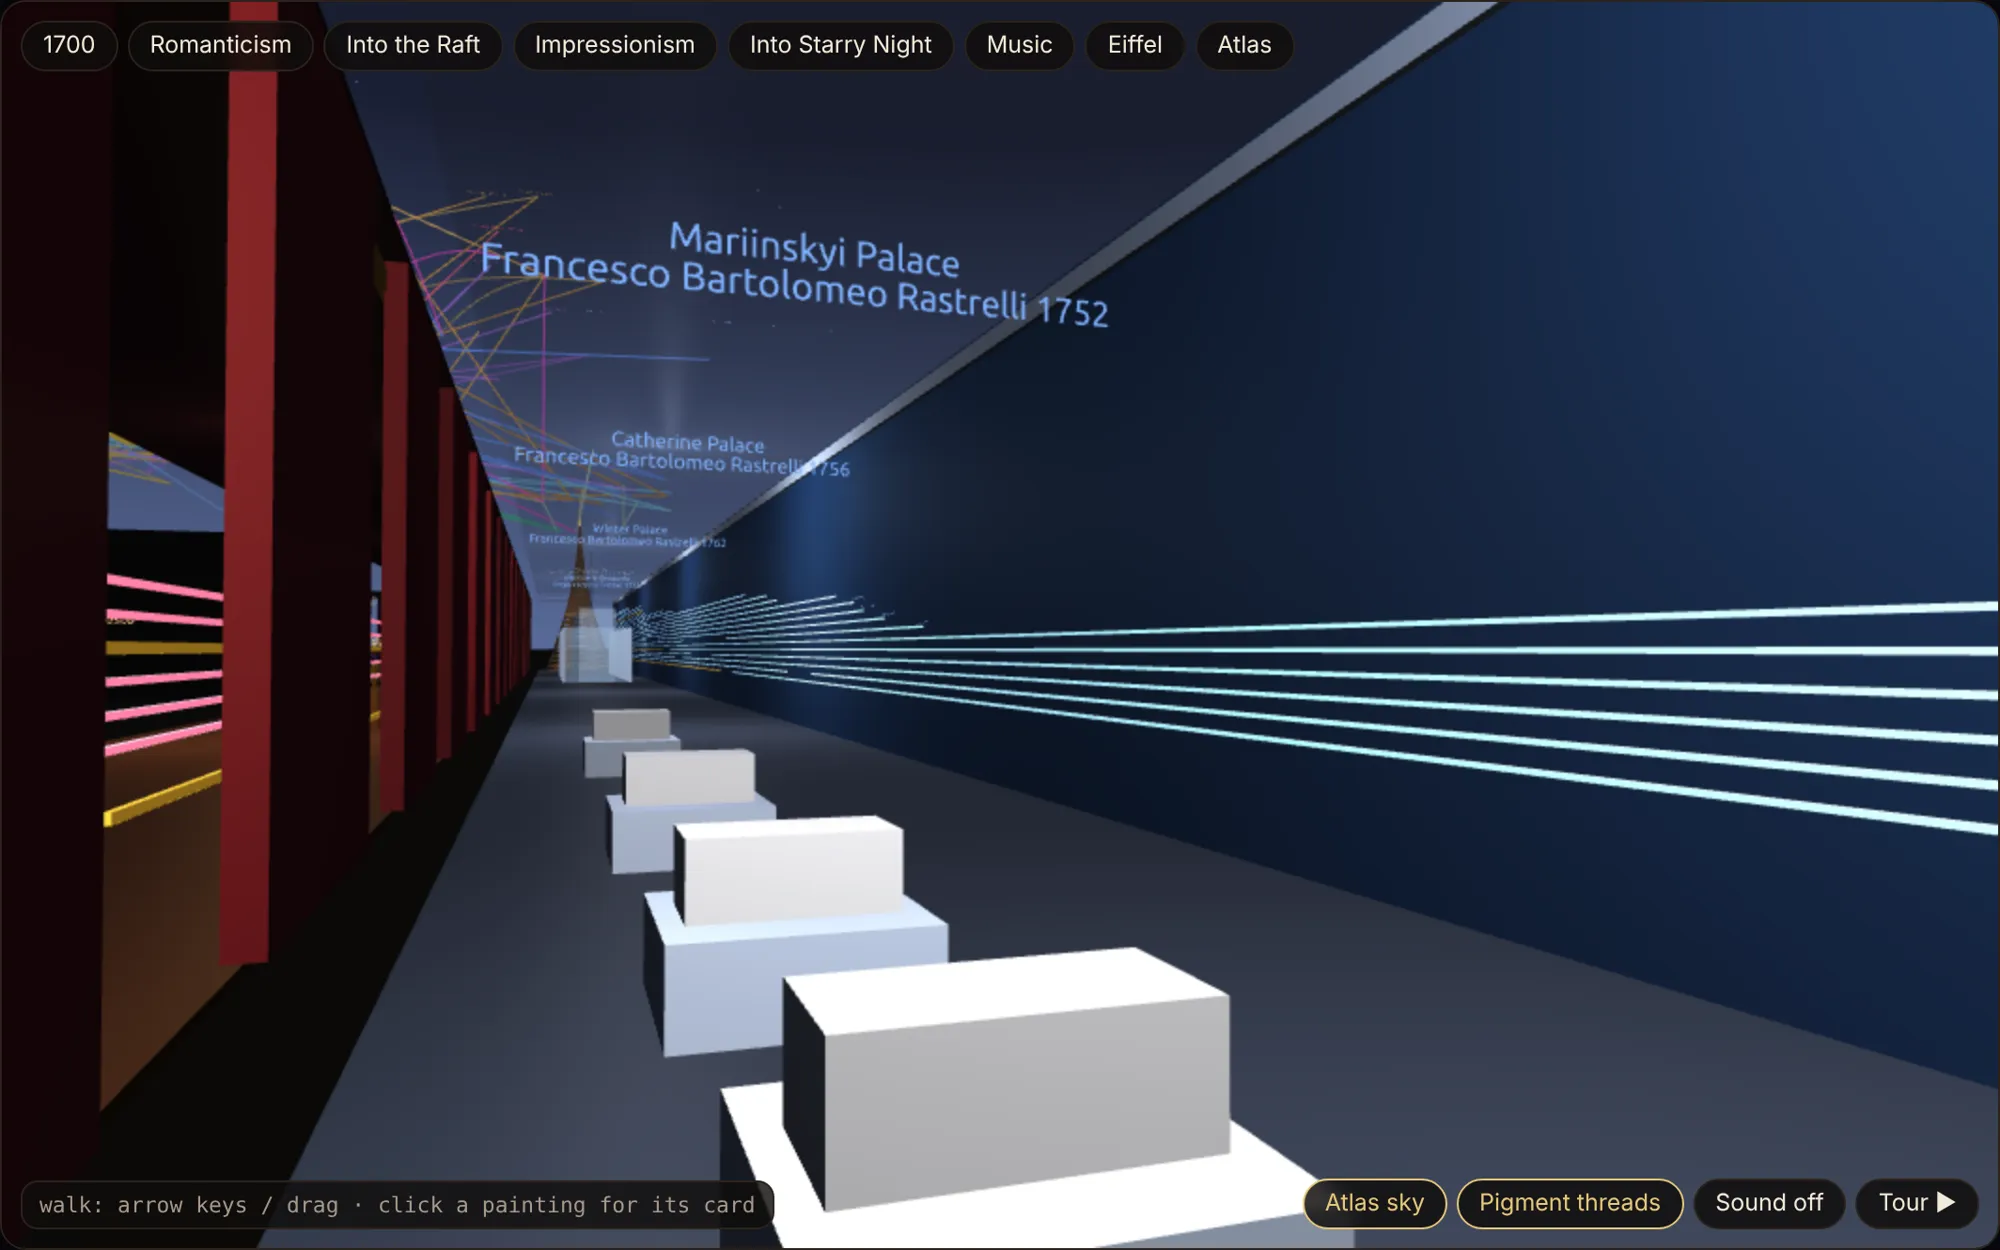 1700 Romanticism Into the Raft Impressionism Into Starry Night Music Eiffel Atlas
Mariinskyi Palace
Francesco Bartolomeo Rastrelli 1752
Catherine Palace
Francesco Bartolomeo Rastrelli 1756
Winter Palace
Francesco Bartolomeo Rastrelli 1762
walk: arrow keys / drag · click a painting for its card
Atlas sky Pigment threads Sound off Tour ▶